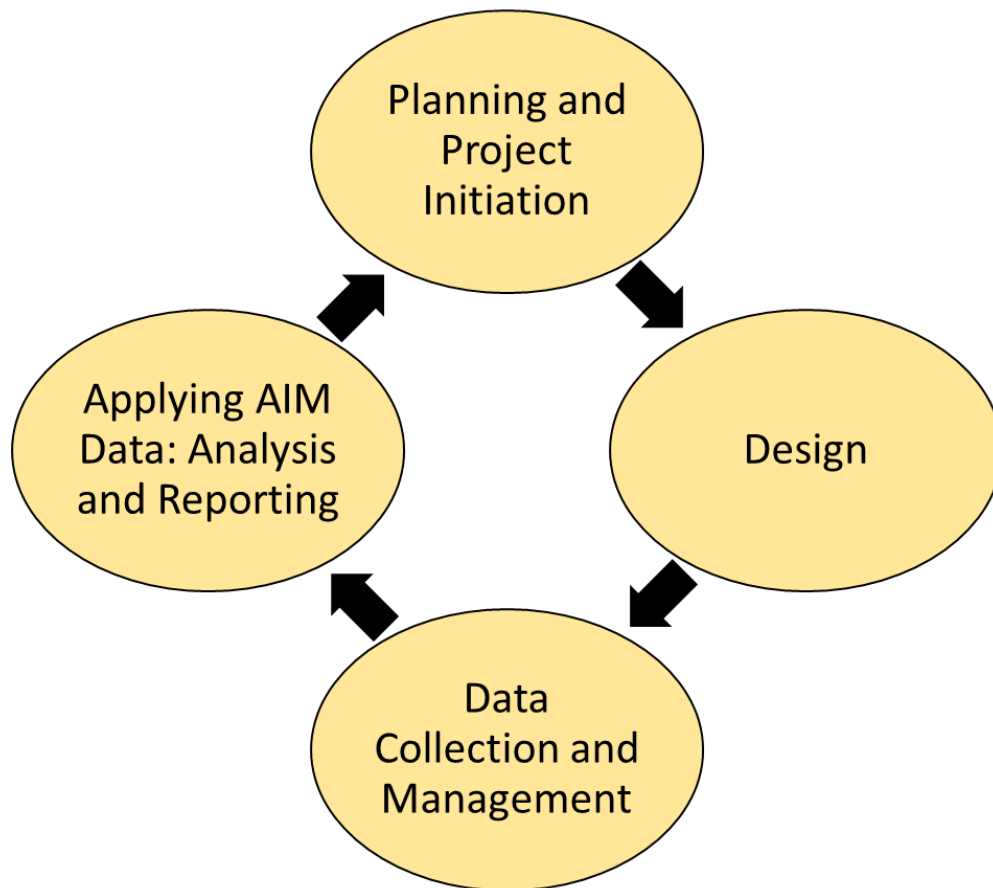 Planning and
Project
Initiation
Applying AIM
Data: Analysis
and Reporting
Design
Data
Collection and
Management